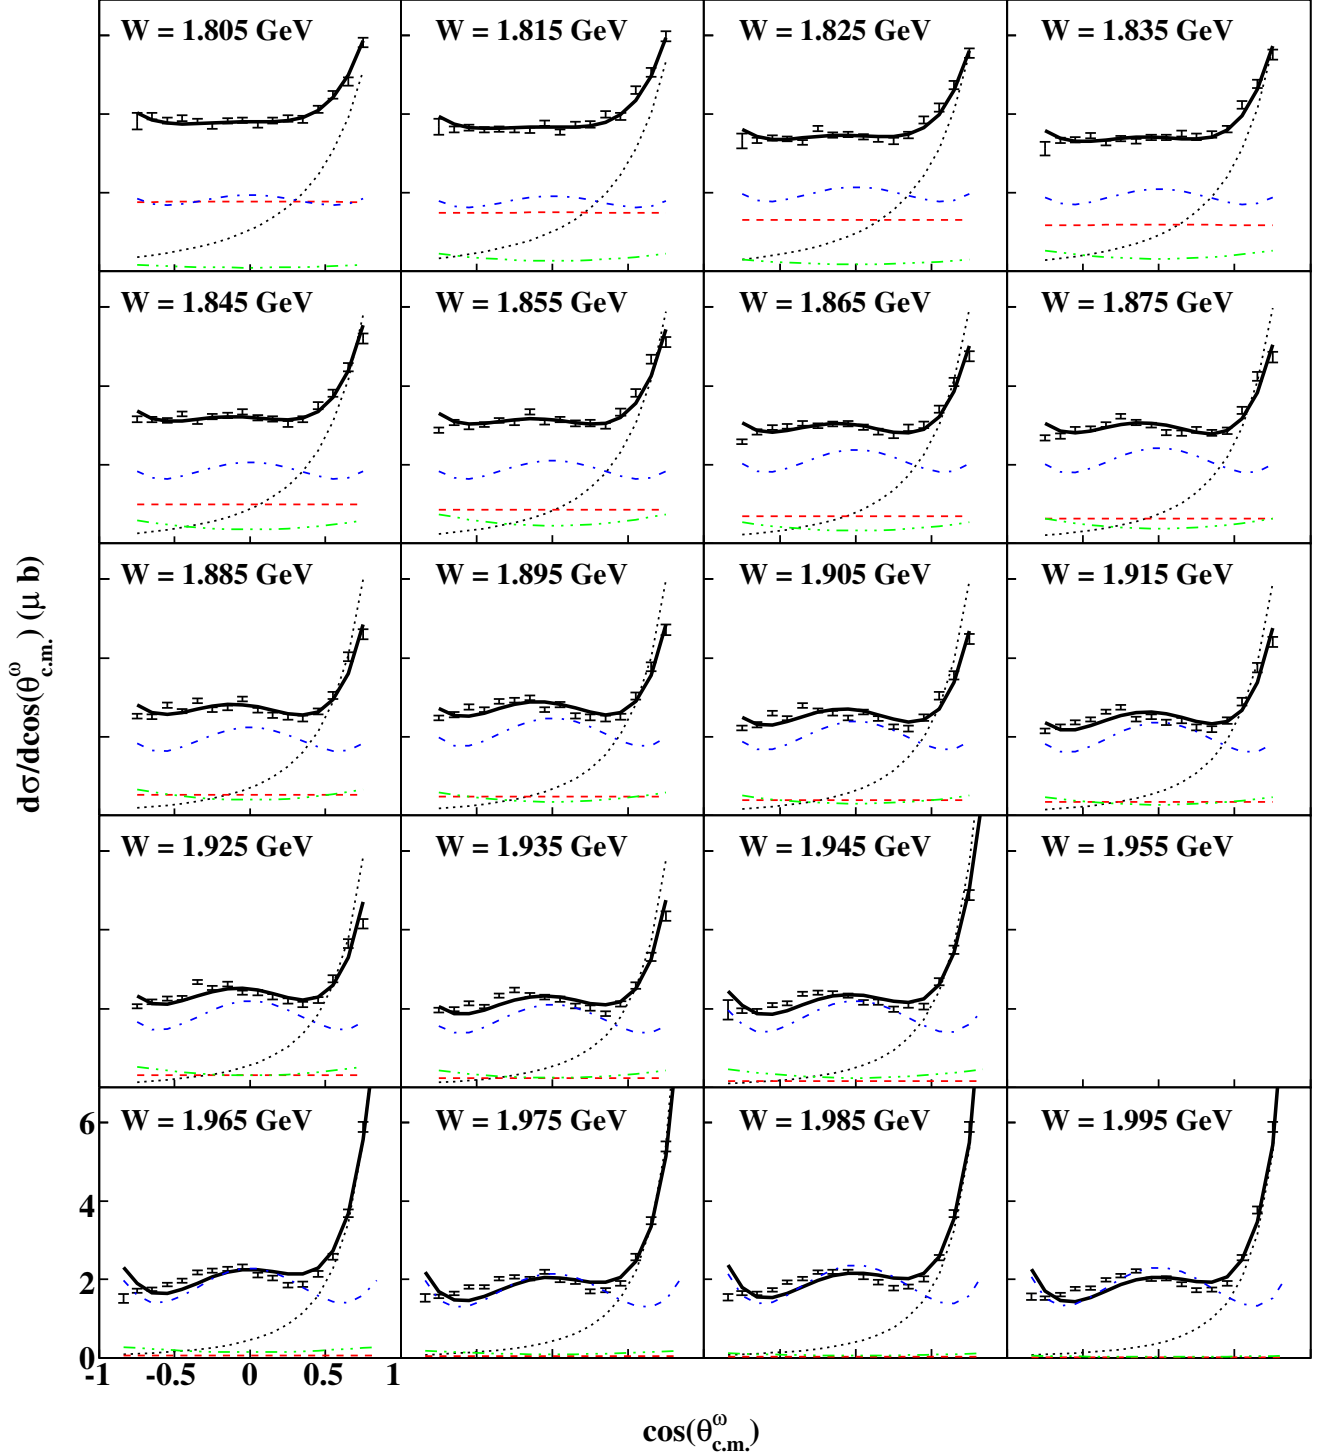 W = 1.805 GeV
W = 1.815 GeV
W = 1.825 GeV
W = 1.835 GeV
W = 1.845 GeV
W = 1.855 GeV
W = 1.865 GeV
W = 1.875 GeV
W = 1.885 GeV
W = 1.895 GeV
W = 1.905 GeV
W = 1.915 GeV
dσ/dcos(θ^ω_c.m.) (μ b)
W = 1.925 GeV
W = 1.935 GeV
W = 1.945 GeV
W = 1.955 GeV
W = 1.965 GeV
W = 1.975 GeV
W = 1.985 GeV
W = 1.995 GeV
6
4
2
0
-1 -0.5 0 0.5 1
cos(θ^ω_c.m.)